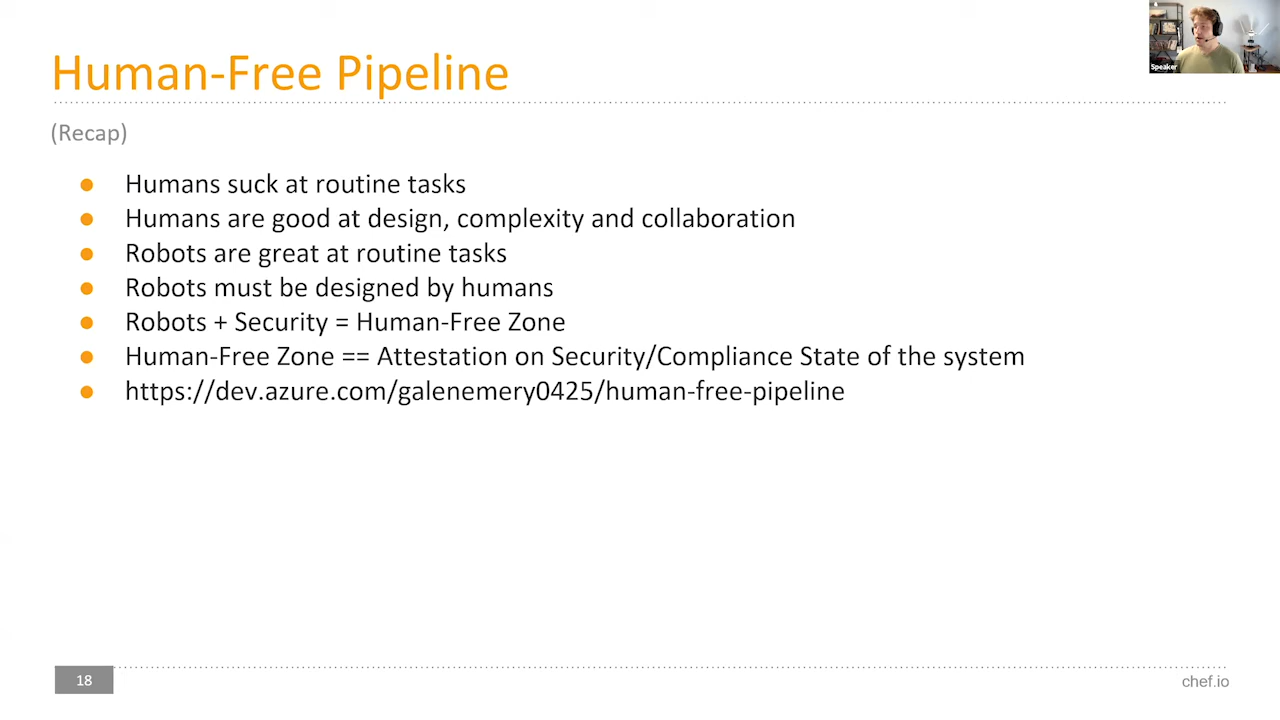 Human-Free Pipeline
Speaker
(Recap)
Humans suck at routine tasks
Humans are good at design, complexity and collaboration
Robots are great at routine tasks
Robots must be designed by humans
Robots + Security = Human-Free Zone
Human-Free Zone == Attestation on Security/Compliance State of the system
https://dev.azure.com/galenemery0425/human-free-pipeline
18
chef.io